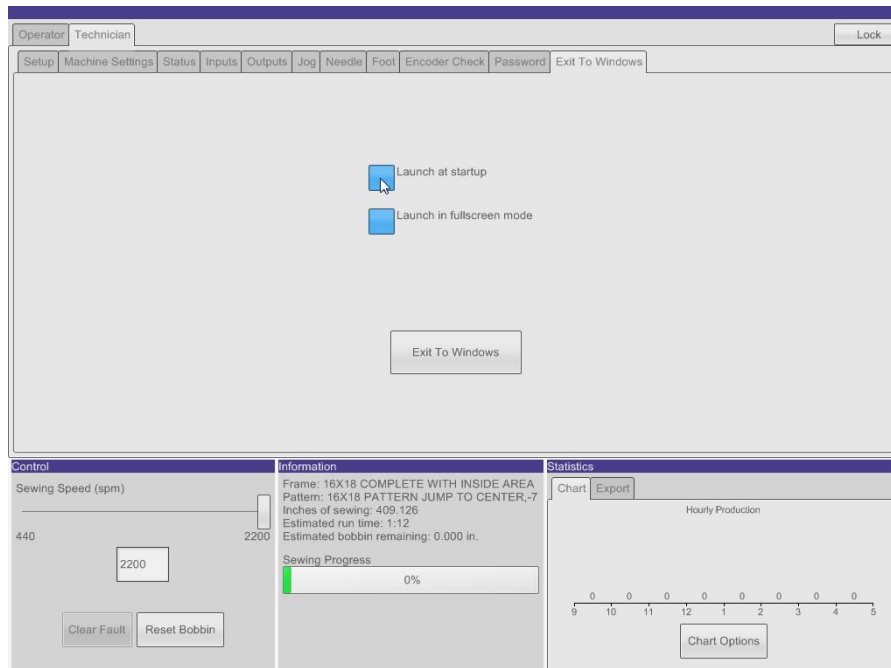 Operator Technician Lock
Setup Machine Settings Status Inputs Outputs Jog Needle Foot Encoder Check Password Exit To Windows
Launch at startup
Launch in fullscreen mode
Exit To Windows
Control
Sewing Speed (spm)
440 2200
2200
Clear Fault Reset Bobbin
Information
Frame: 16X18 COMPLETE WITH INSIDE AREA
Pattern: 16X18 PATTERN JUMP TO CENTER,-7
Inches of sewing: 409.126
Estimated run time: 1:12
Estimated bobbin remaining: 0.000 in.
Sewing Progress
0%
Statistics
Chart Export
Hourly Production
0 0 0 0 0 0 0 0
9 10 11 12 1 2 3 4 5
Chart Options